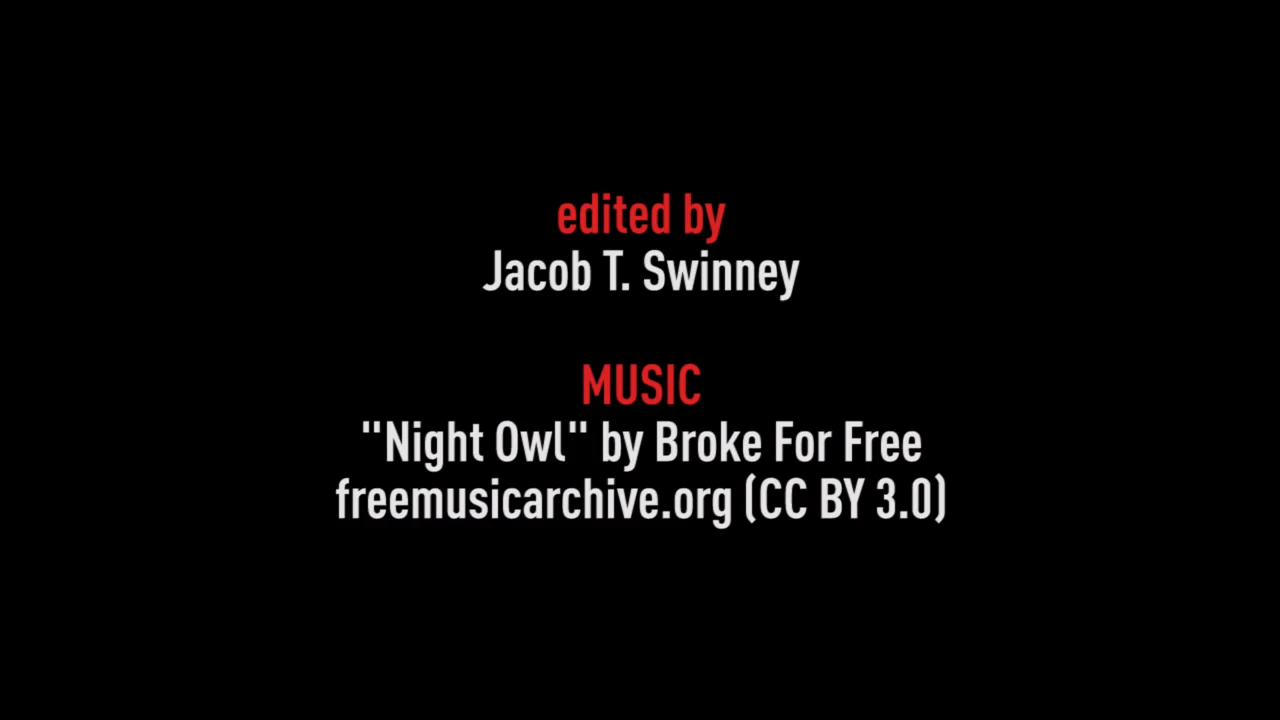 edited by
Jacob T. Swinney
MUSIC
"Night Owl" by Broke For Free
freemusicarchive.org (CC BY 3.0)